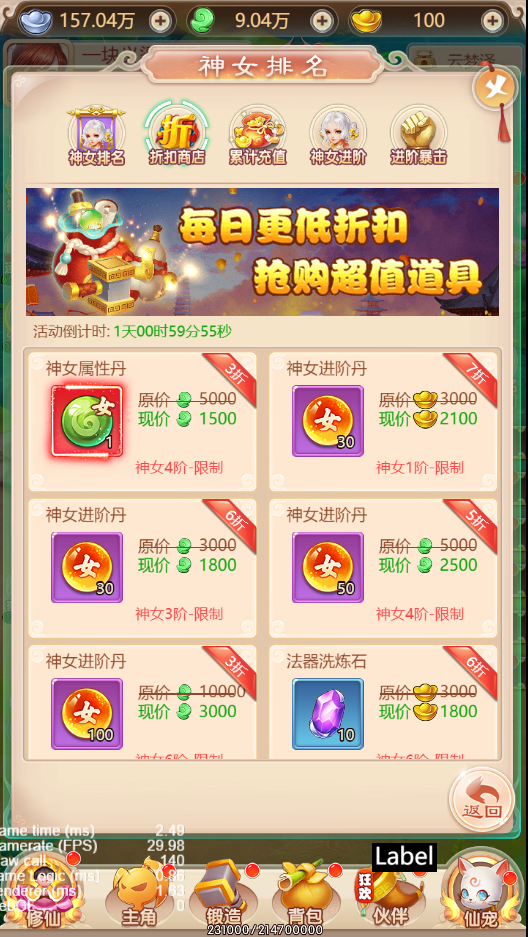 157.04万
9.04万
100
神女排名
神女排名
折
折扣商店
累计充值
神女进阶
进阶暴击
每日更低折扣
抢购超值道具
活动倒计时: 1天00时59分55秒
神女属性丹
3折
女
1
原价 5000
现价 1500
神女4阶-限制
神女进阶丹
7折
女
30
原价 3000
现价 2100
神女1阶-限制
神女进阶丹
6折
女
30
原价 3000
现价 1800
神女3阶-限制
神女进阶丹
5折
女
50
原价 5000
现价 2500
神女4阶-限制
神女进阶丹
3折
女
100
原价 10000
现价 3000
神女6阶-限制
法器洗炼石
6折
10
原价 3000
现价 1800
神女6阶-限制
返回
ame time (ms) 2.49
amerate (FPS) 29.98
aw call 140
ame Logic (ms) 0.86
enderer (ms) 1.63
0
Label
修仙
主角
锻造
背包
狂欢
伙伴
仙宠
231000/214700000